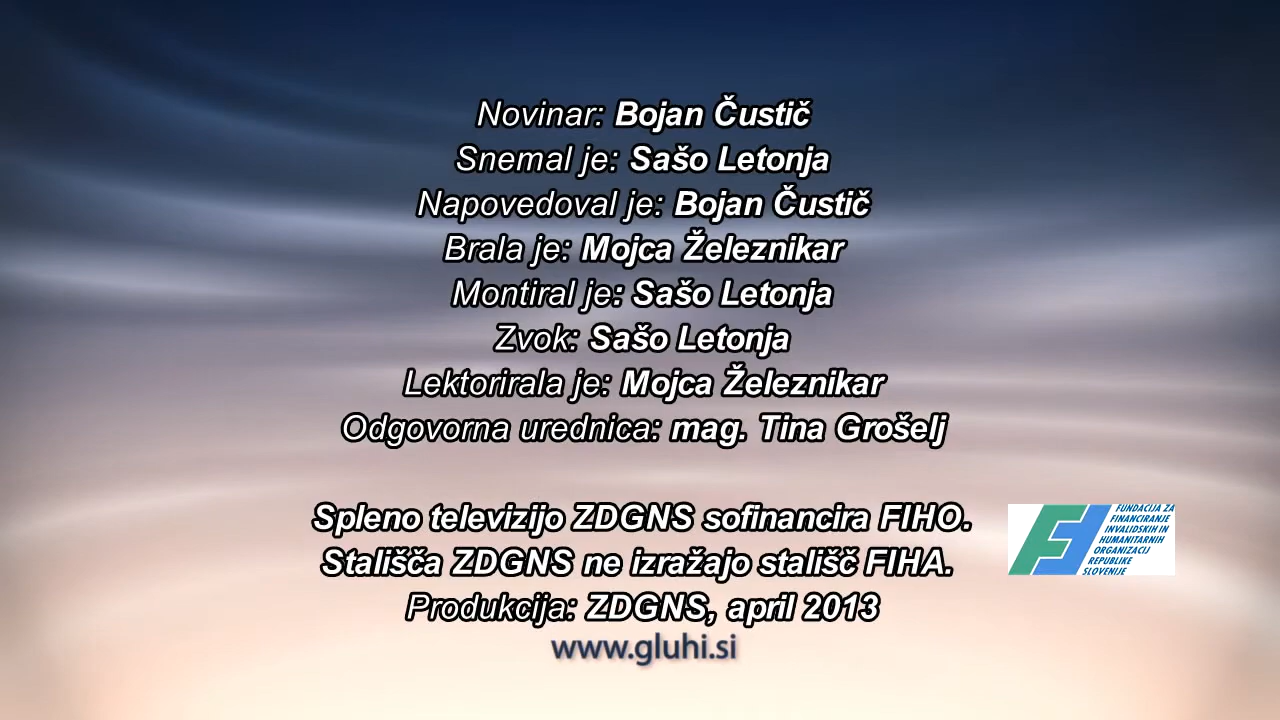 Novinar: Bojan Čustič
Snemal je: Sašo Letonja
Napovedoval je: Bojan Čustič
Brala je: Mojca Železnikar
Montiral je: Sašo Letonja
Zvok: Sašo Letonja
Lektorirala je: Mojca Železnikar
Odgovorna urednica: mag. Tina Grošelj
Spleno televizijo ZDGNS sofinancira FIHO.
Stališča ZDGNS ne izražajo stališč FIHA.
Produkcija: ZDGNS, april 2013
www.gluhi.si
FUNDACIJA ZA
FINANCIRANJE
INVALIDSKIH IN
HUMANITARNIH
ORGANIZACIJ
REPUBLIKE
SLOVENIJE